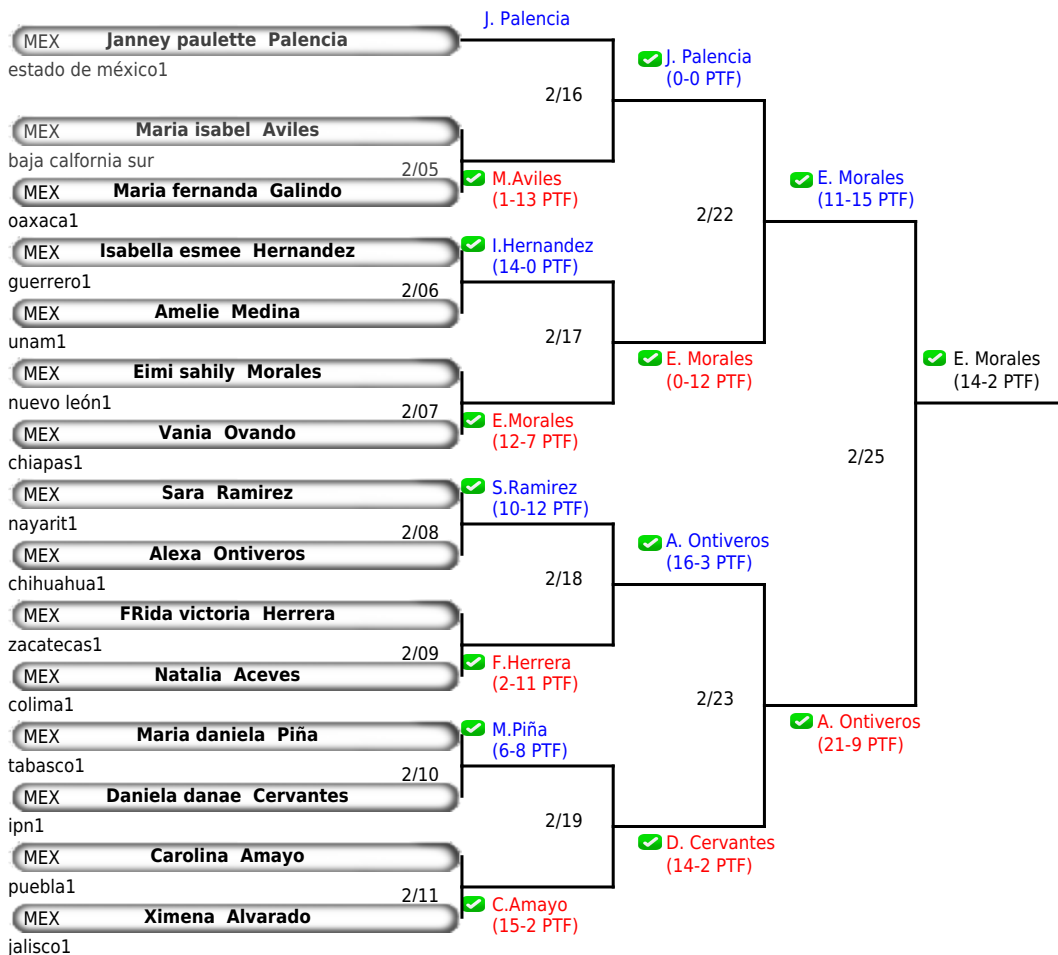 J. Palencia
MEX Janney paulette Palencia
estado de méxico1
J. Palencia
(0-0 PTF)
2/16
MEX Maria isabel Aviles
baja calfornia sur
2/05
MEX Maria fernanda Galindo
oaxaca1
M.Aviles
(1-13 PTF)
E. Morales
(11-15 PTF)
2/22
MEX Isabella esmee Hernandez
guerrero1
I.Hernandez
(14-0 PTF)
2/06
MEX Amelie Medina
unam1
2/17
E. Morales
(0-12 PTF)
E. Morales
(14-2 PTF)
MEX Eimi sahily Morales
nuevo león1
2/07
MEX Vania Ovando
chiapas1
E.Morales
(12-7 PTF)
2/25
MEX Sara Ramirez
nayarit1
S.Ramirez
(10-12 PTF)
2/08
MEX Alexa Ontiveros
chihuahua1
A. Ontiveros
(16-3 PTF)
2/18
MEX FRida victoria Herrera
zacatecas1
2/09
MEX Natalia Aceves
colima1
F.Herrera
(2-11 PTF)
2/23
A. Ontiveros
(21-9 PTF)
MEX Maria daniela Piña
tabasco1
M.Piña
(6-8 PTF)
2/10
MEX Daniela danae Cervantes
ipn1
2/19
D. Cervantes
(14-2 PTF)
MEX Carolina Amayo
puebla1
2/11
MEX Ximena Alvarado
jalisco1
C.Amayo
(15-2 PTF)